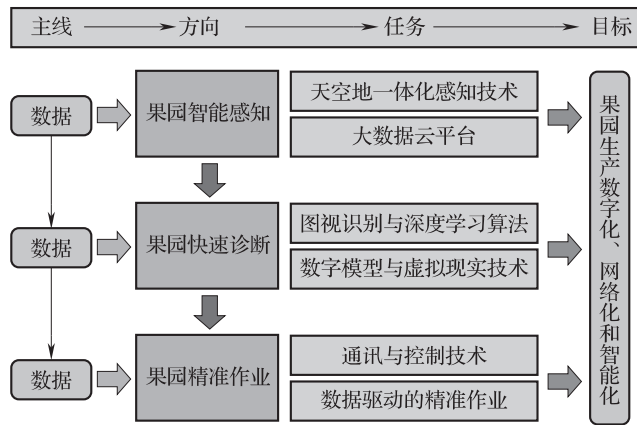 主线 方向 任务 目标
数据
果园智能感知
天空地一体化感知技术
大数据云平台
数据
果园快速诊断
图视识别与深度学习算法
数字模型与虚拟现实技术
数据
果园精准作业
通讯与控制技术
数据驱动的精准作业
果园生产数字化、网络化和智能化